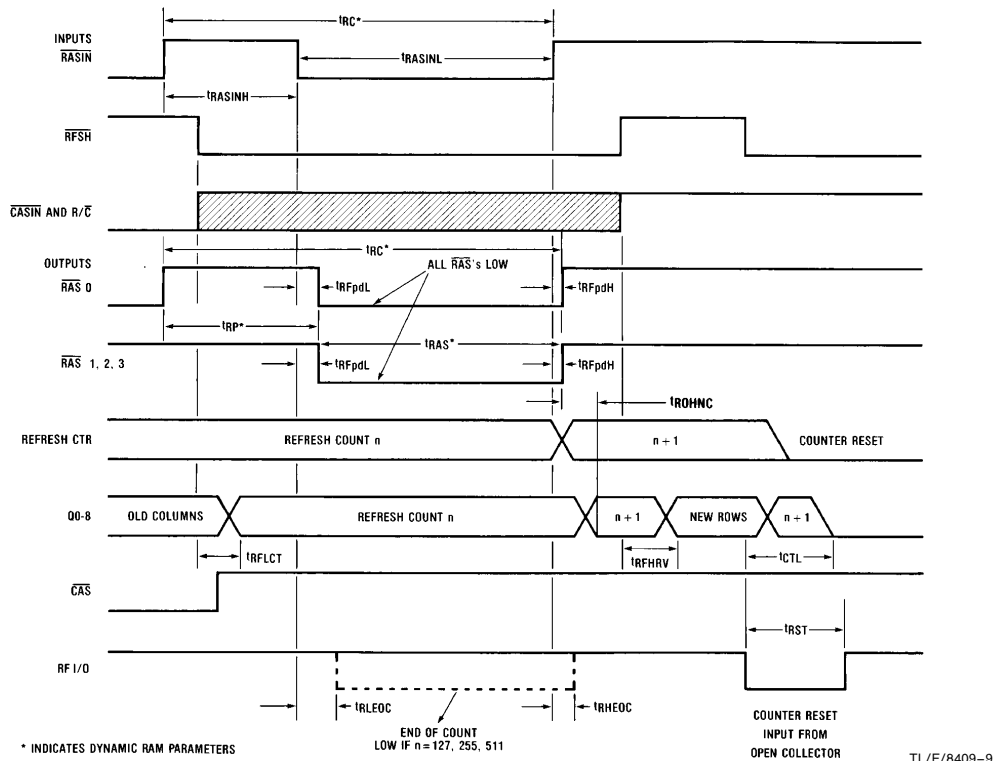 tRC*
INPUTS
RASIN
tRASINL
tRASINH
RFSH
CASIN AND R/C
tRC*
OUTPUTS
ALL RAS's LOW
RAS 0
tRFpdL
tRFpdH
tRP*
tRAS*
RAS 1, 2, 3
tRFpdL
tRFpdH
tROHNC
REFRESH CTR
REFRESH COUNT n
n + 1
COUNTER RESET
Q0-8
OLD COLUMNS
REFRESH COUNT n
n + 1
NEW ROWS
n + 1
tRFLCT
tRFHRV
tCTL
CAS
tRST
RF I/O
tRLEOC
tRHEOC
END OF COUNT
LOW IF n = 127, 255, 511
COUNTER RESET
INPUT FROM
OPEN COLLECTOR
* INDICATES DYNAMIC RAM PARAMETERS
TL/F/8409-9